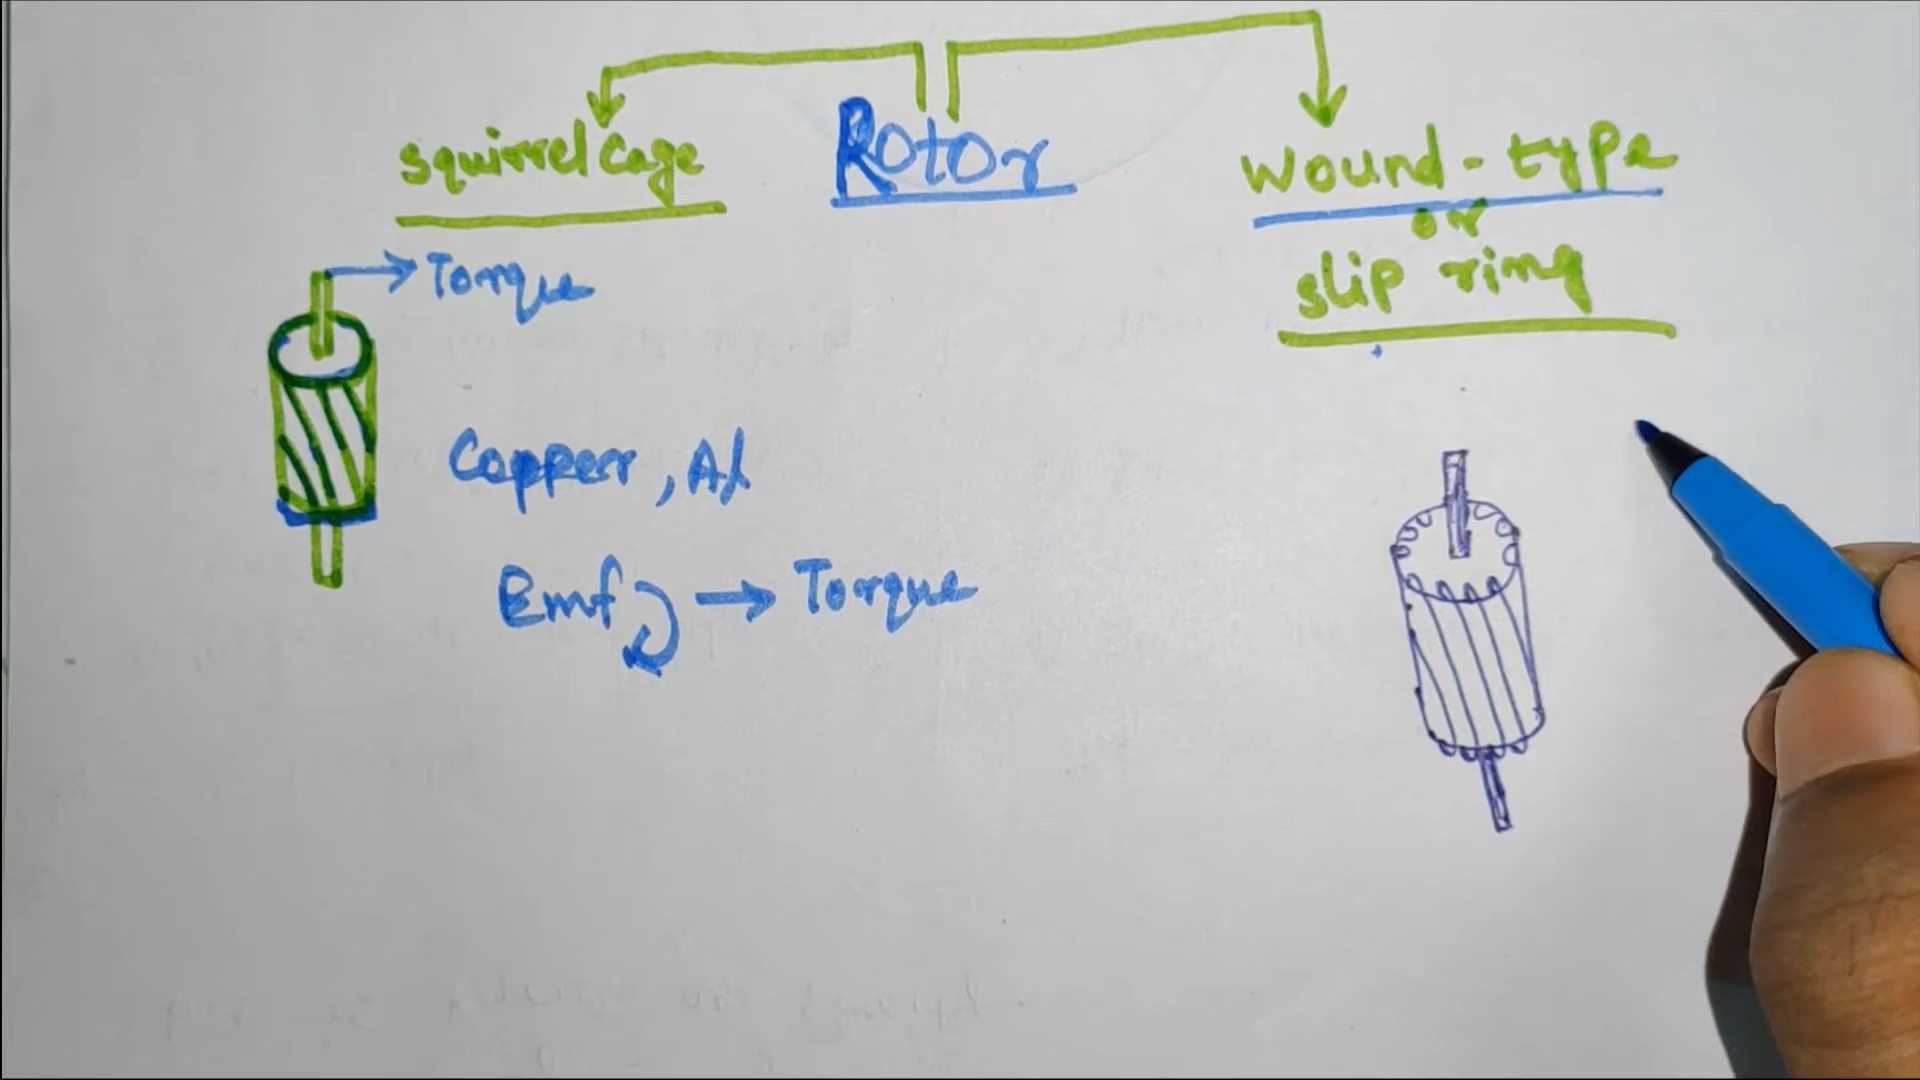 Rotor
squirrel cage
Torque
Copper, Al
Emf → Torque
wound-type
or
slip ring